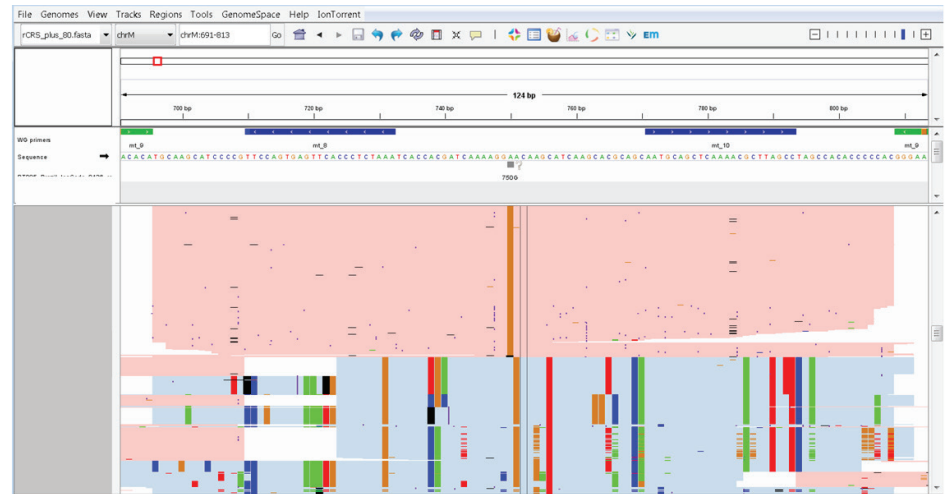 File Genomes View Tracks Regions Tools GenomeSpace Help IonTorrent
rCRS_plus_80.fasta chrM chrM:691-813 Go Em
124 bp
700 bp 720 bp 740 bp 760 bp 780 bp 800 bp
WG primers
mt_9 mt_8 mt_10 mt_9
Sequence ACACATGCAAGCATCCCCGTTCCAGTGAGTTCACCCTCTAAATCACCACGATCAAAAGGAACAAGCATCAAGCACGCAGCAATGCAGCTCAAAACGCTTAGCCTAGCCACACCCCCACGGGAA
750G